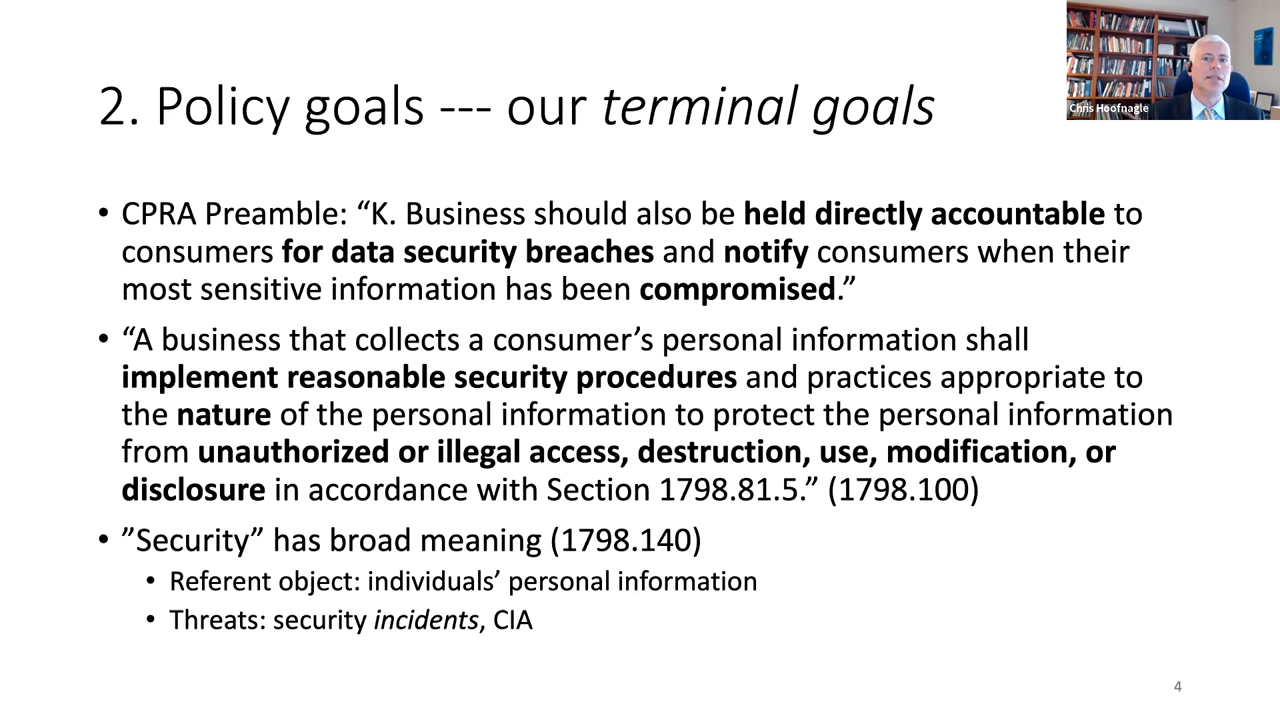 Chris Hoofnagle
2. Policy goals --- our terminal goals
• CPRA Preamble: “K. Business should also be held directly accountable to
consumers for data security breaches and notify consumers when their
most sensitive information has been compromised.”
• “A business that collects a consumer’s personal information shall
implement reasonable security procedures and practices appropriate to
the nature of the personal information to protect the personal information
from unauthorized or illegal access, destruction, use, modification, or
disclosure in accordance with Section 1798.81.5.” (1798.100)
• ”Security” has broad meaning (1798.140)
• Referent object: individuals’ personal information
• Threats: security incidents, CIA
4